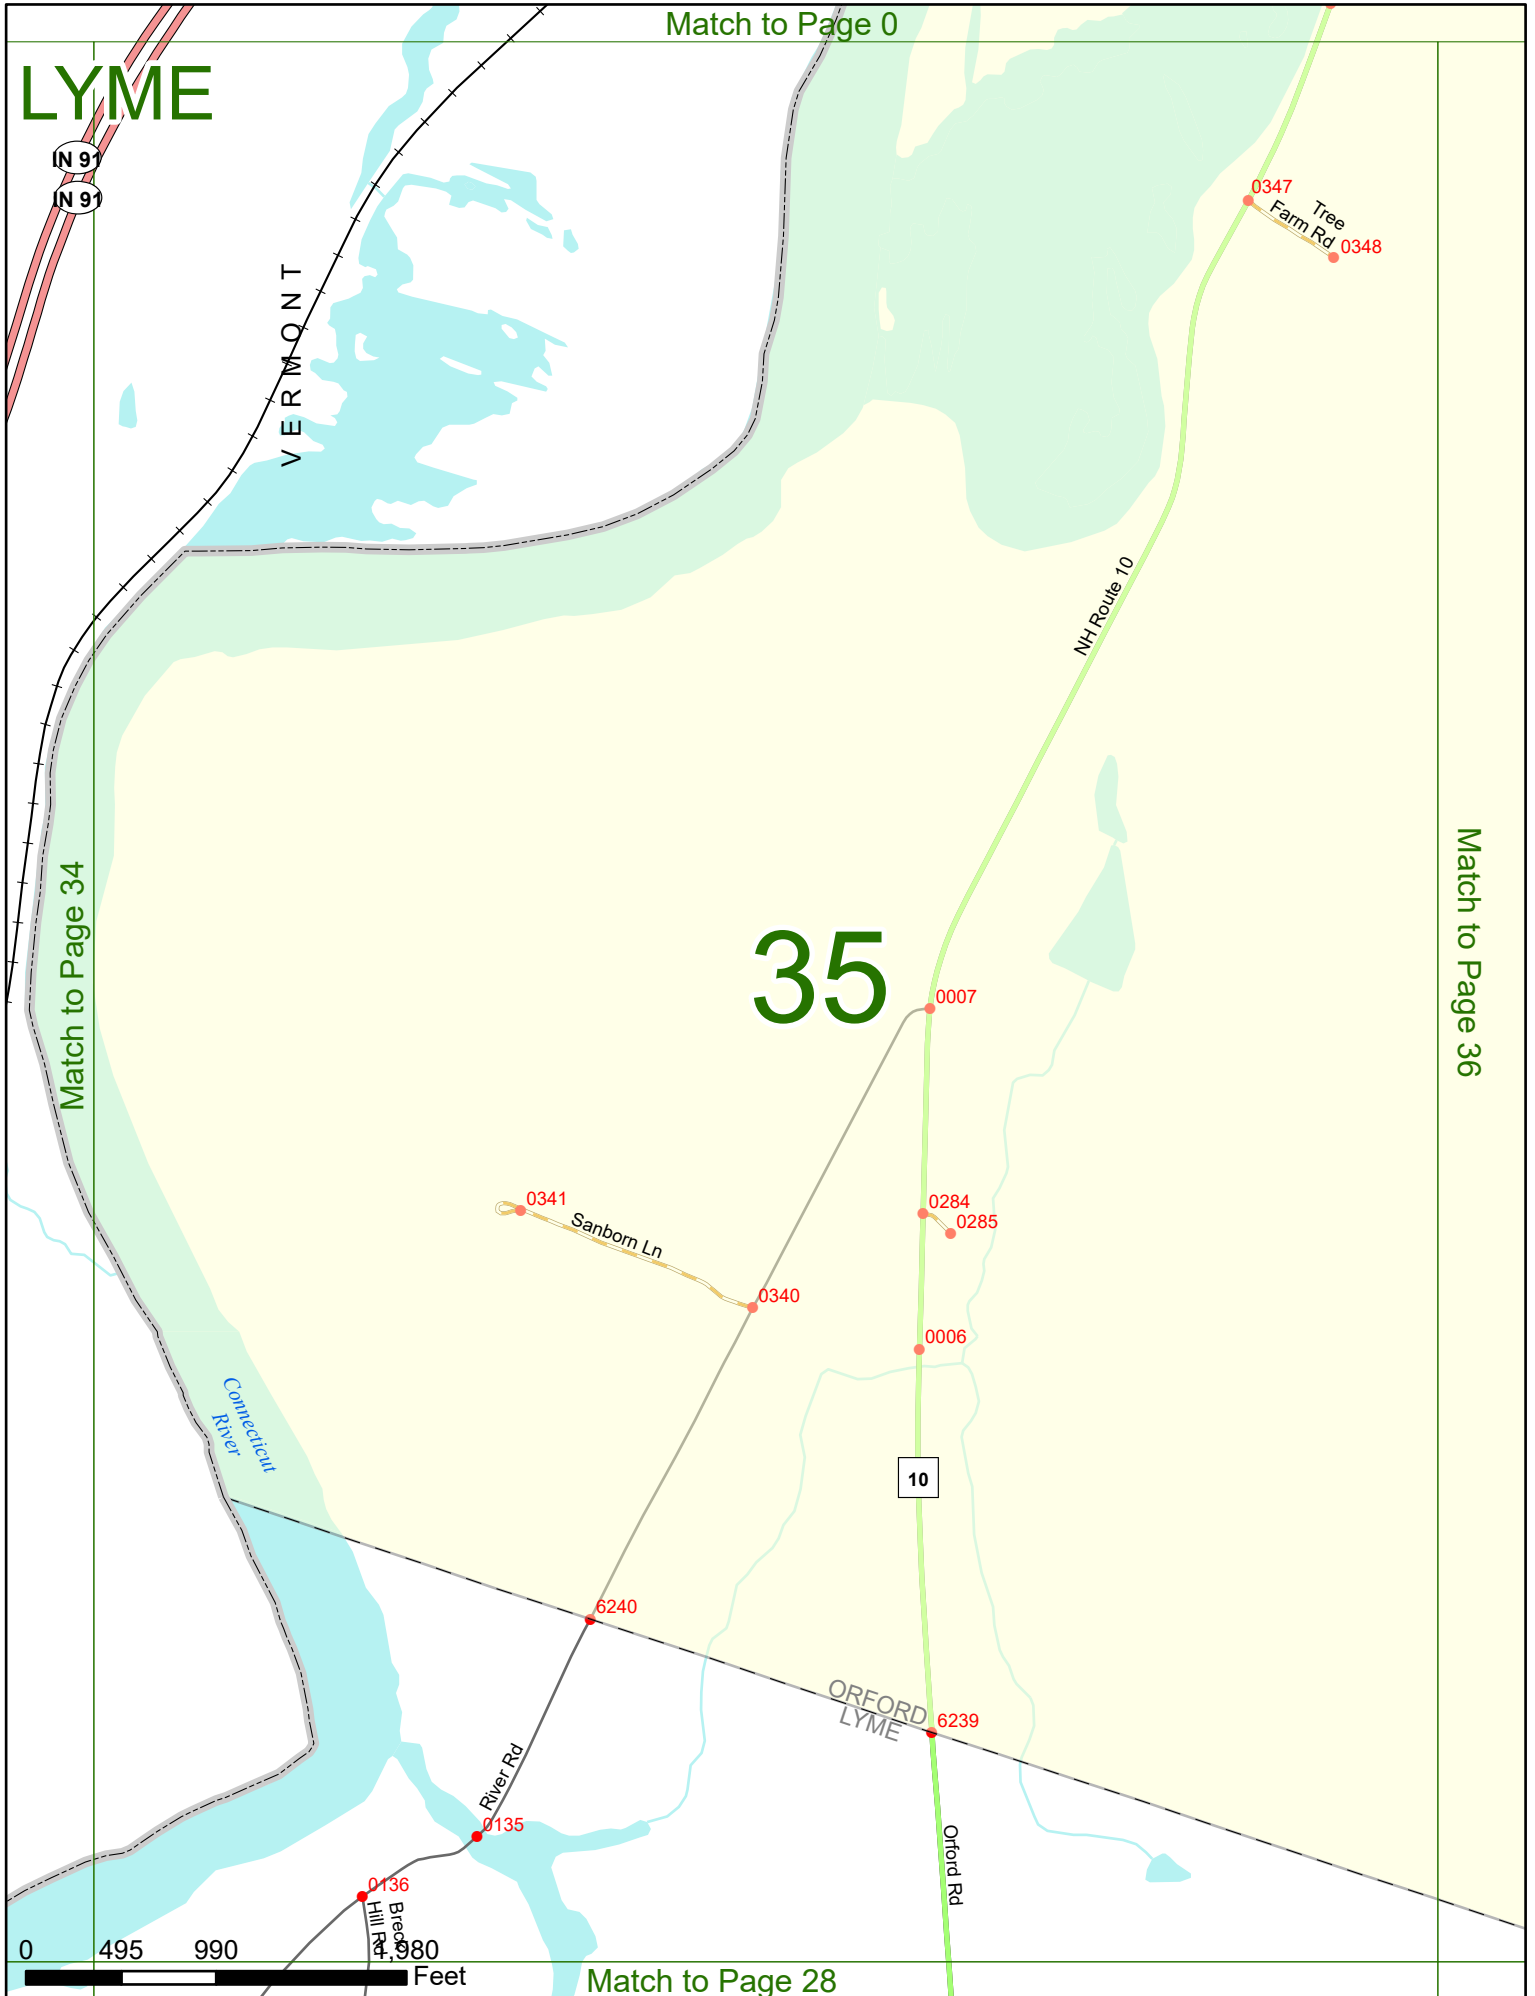 Match to Page 0
LYME
IN 91
IN 91
VERMONT
0347
Tree
Farm Rd
0348
NH Route 10
Match to Page 34
Match to Page 36
35
0007
0341
Sanborn Ln
0284
0285
0340
0006
Connecticut
River
10
6240
ORFORD
LYME
6239
River Rd
0135
Orford Rd
0136
Hill Rd
0 495 990 1,980
Feet
Match to Page 28